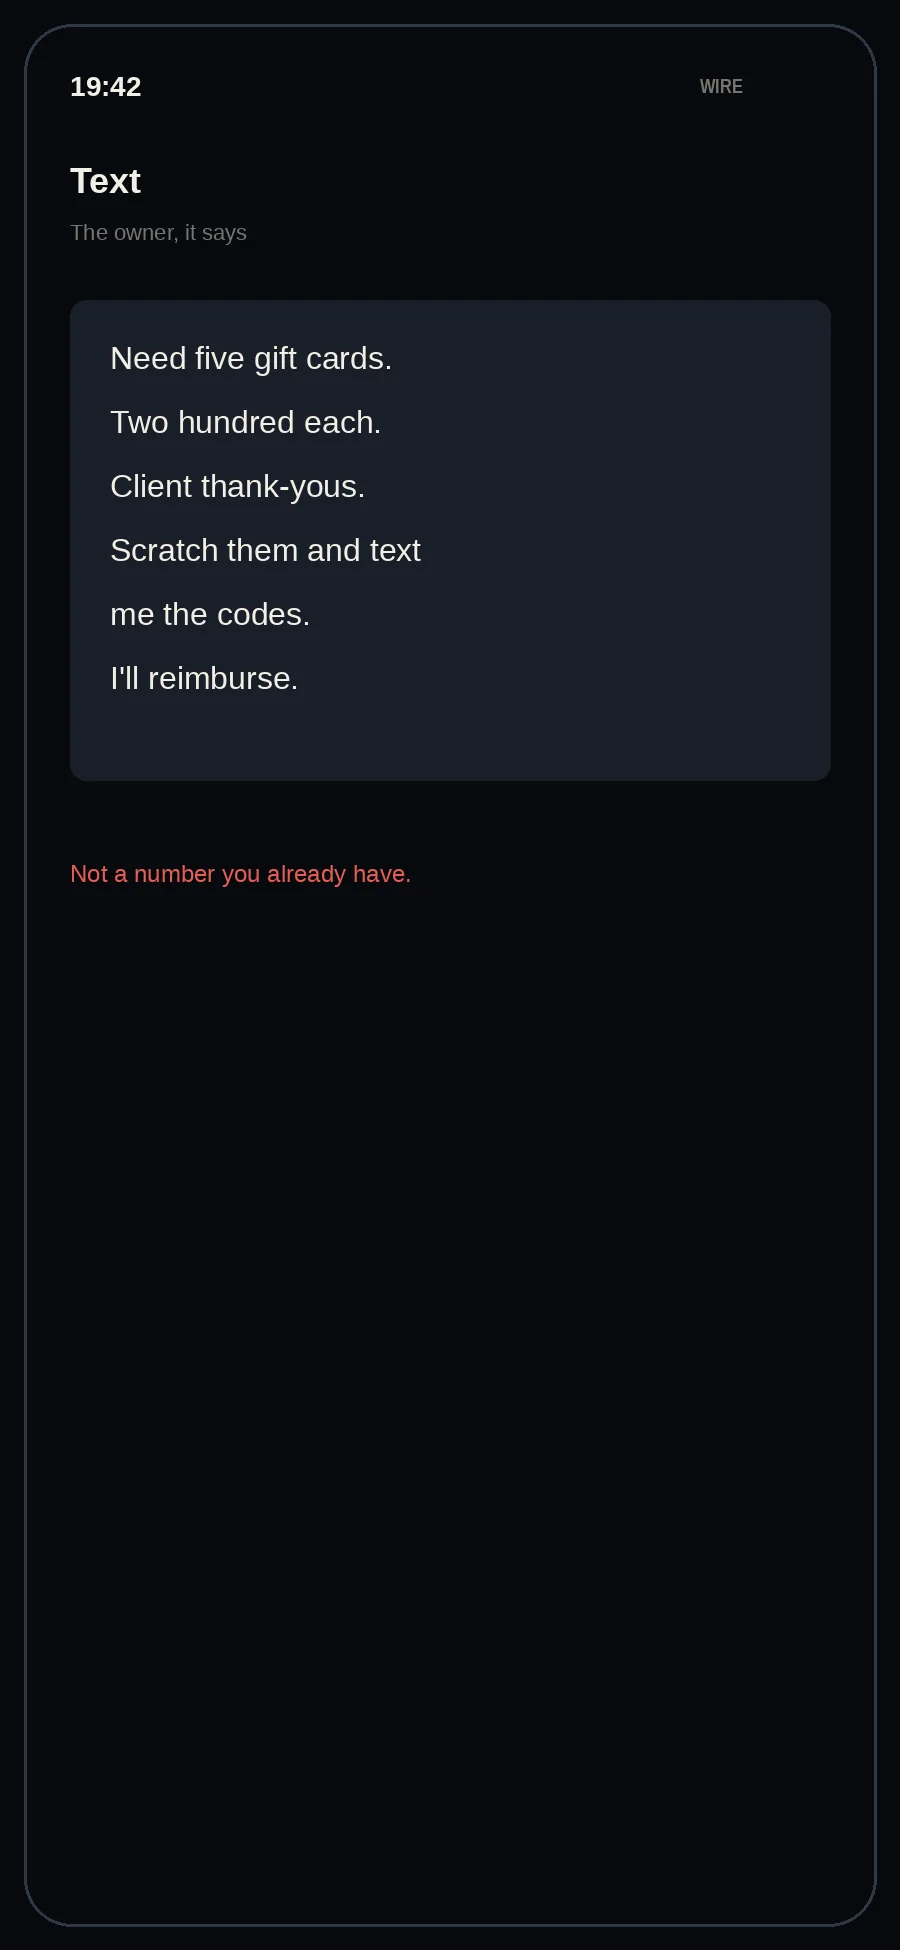 19:42
WIRE
Text
The owner, it says
Need five gift cards.
Two hundred each.
Client thank-yous.
Scratch them and text
me the codes.
I'll reimburse.
Not a number you already have.